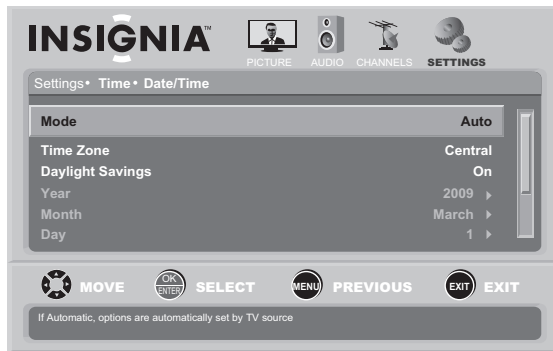 INSIGNIA™
PICTURE AUDIO CHANNELS SETTINGS
Settings• Time• Date/Time
Mode Auto
Time Zone Central
Daylight Savings On
Year 2009
Month March
Day 1
MOVE OK ENTER SELECT MENU PREVIOUS EXIT EXIT
If Automatic, options are automatically set by TV source